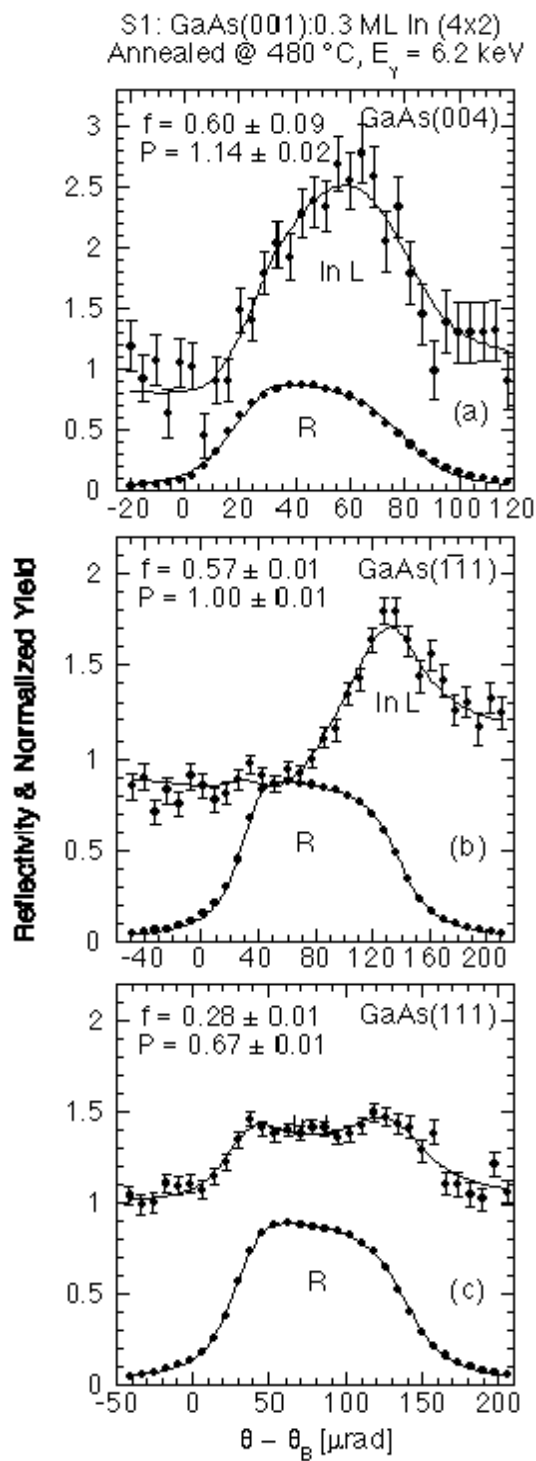 S1: GaAs(001):0.3 ML In (4x2)
Annealed @ 480 °C, Eγ = 6.2 keV
Reflectivity & Normalized Yield
f = 0.60 ± 0.09 GaAs(004)
P = 1.14 ± 0.02
3
2.5
2
1.5
1
0.5
0
In L
R
(a)
-20 0 20 40 60 80 100 120
f = 0.57 ± 0.01 GaAs(1̅11)
P = 1.00 ± 0.01
2
1.5
1
0.5
0
In L
R
(b)
-40 0 40 80 120 160 200
f = 0.28 ± 0.01 GaAs(111)
P = 0.67 ± 0.01
2
1.5
1
0.5
0
R
(c)
-50 0 50 100 150 200
θ − θB [μrad]